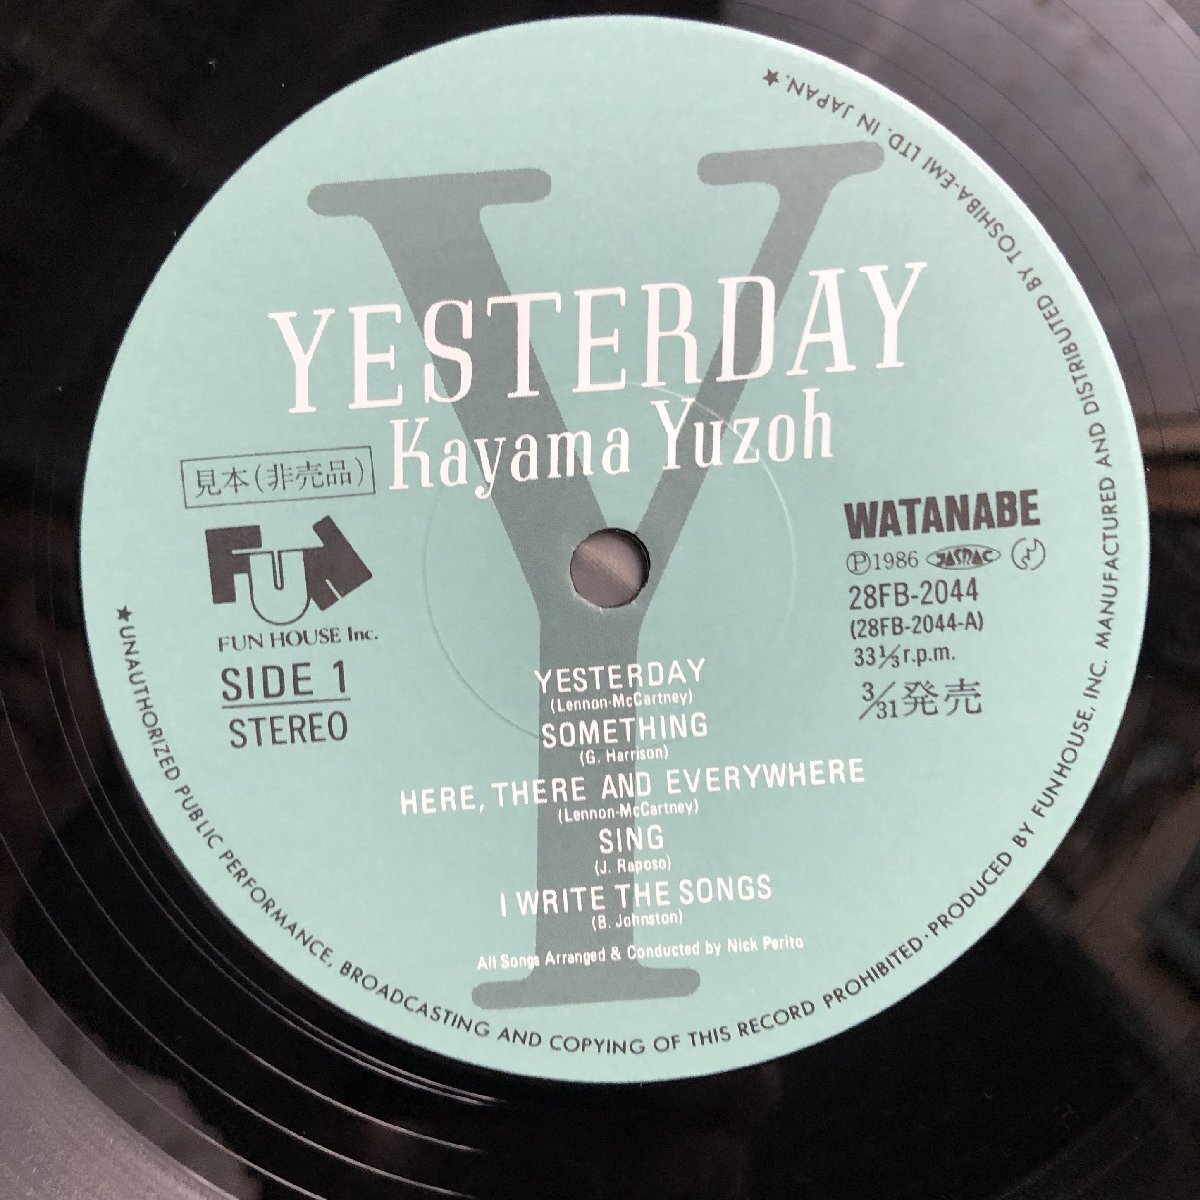 YESTERDAY
Kayama Yuzoh
見本(非売品)
FUN
FUN HOUSE Inc.
SIDE 1
STEREO
WATANABE
Ⓟ1986 JASRAC
28FB-2044
(28FB-2044-A)
33⅓r.p.m.
3/31発売
YESTERDAY
(Lennon-McCartney)
SOMETHING
(G. Harrison)
HERE, THERE AND EVERYWHERE
(Lennon-McCartney)
SING
(J. Raposo)
I WRITE THE SONGS
(B. Johnston)
All Songs Arranged & Conducted by Nick Perito
★UNAUTHORIZED PUBLIC PERFORMANCE, BROADCASTING AND COPYING OF THIS RECORD PROHIBITED·PRODUCED BY FUNHOUSE, INC. MANUFACTURED AND DISTRIBUTED BY TOSHIBA-EMI LTD. IN JAPAN.★
Y